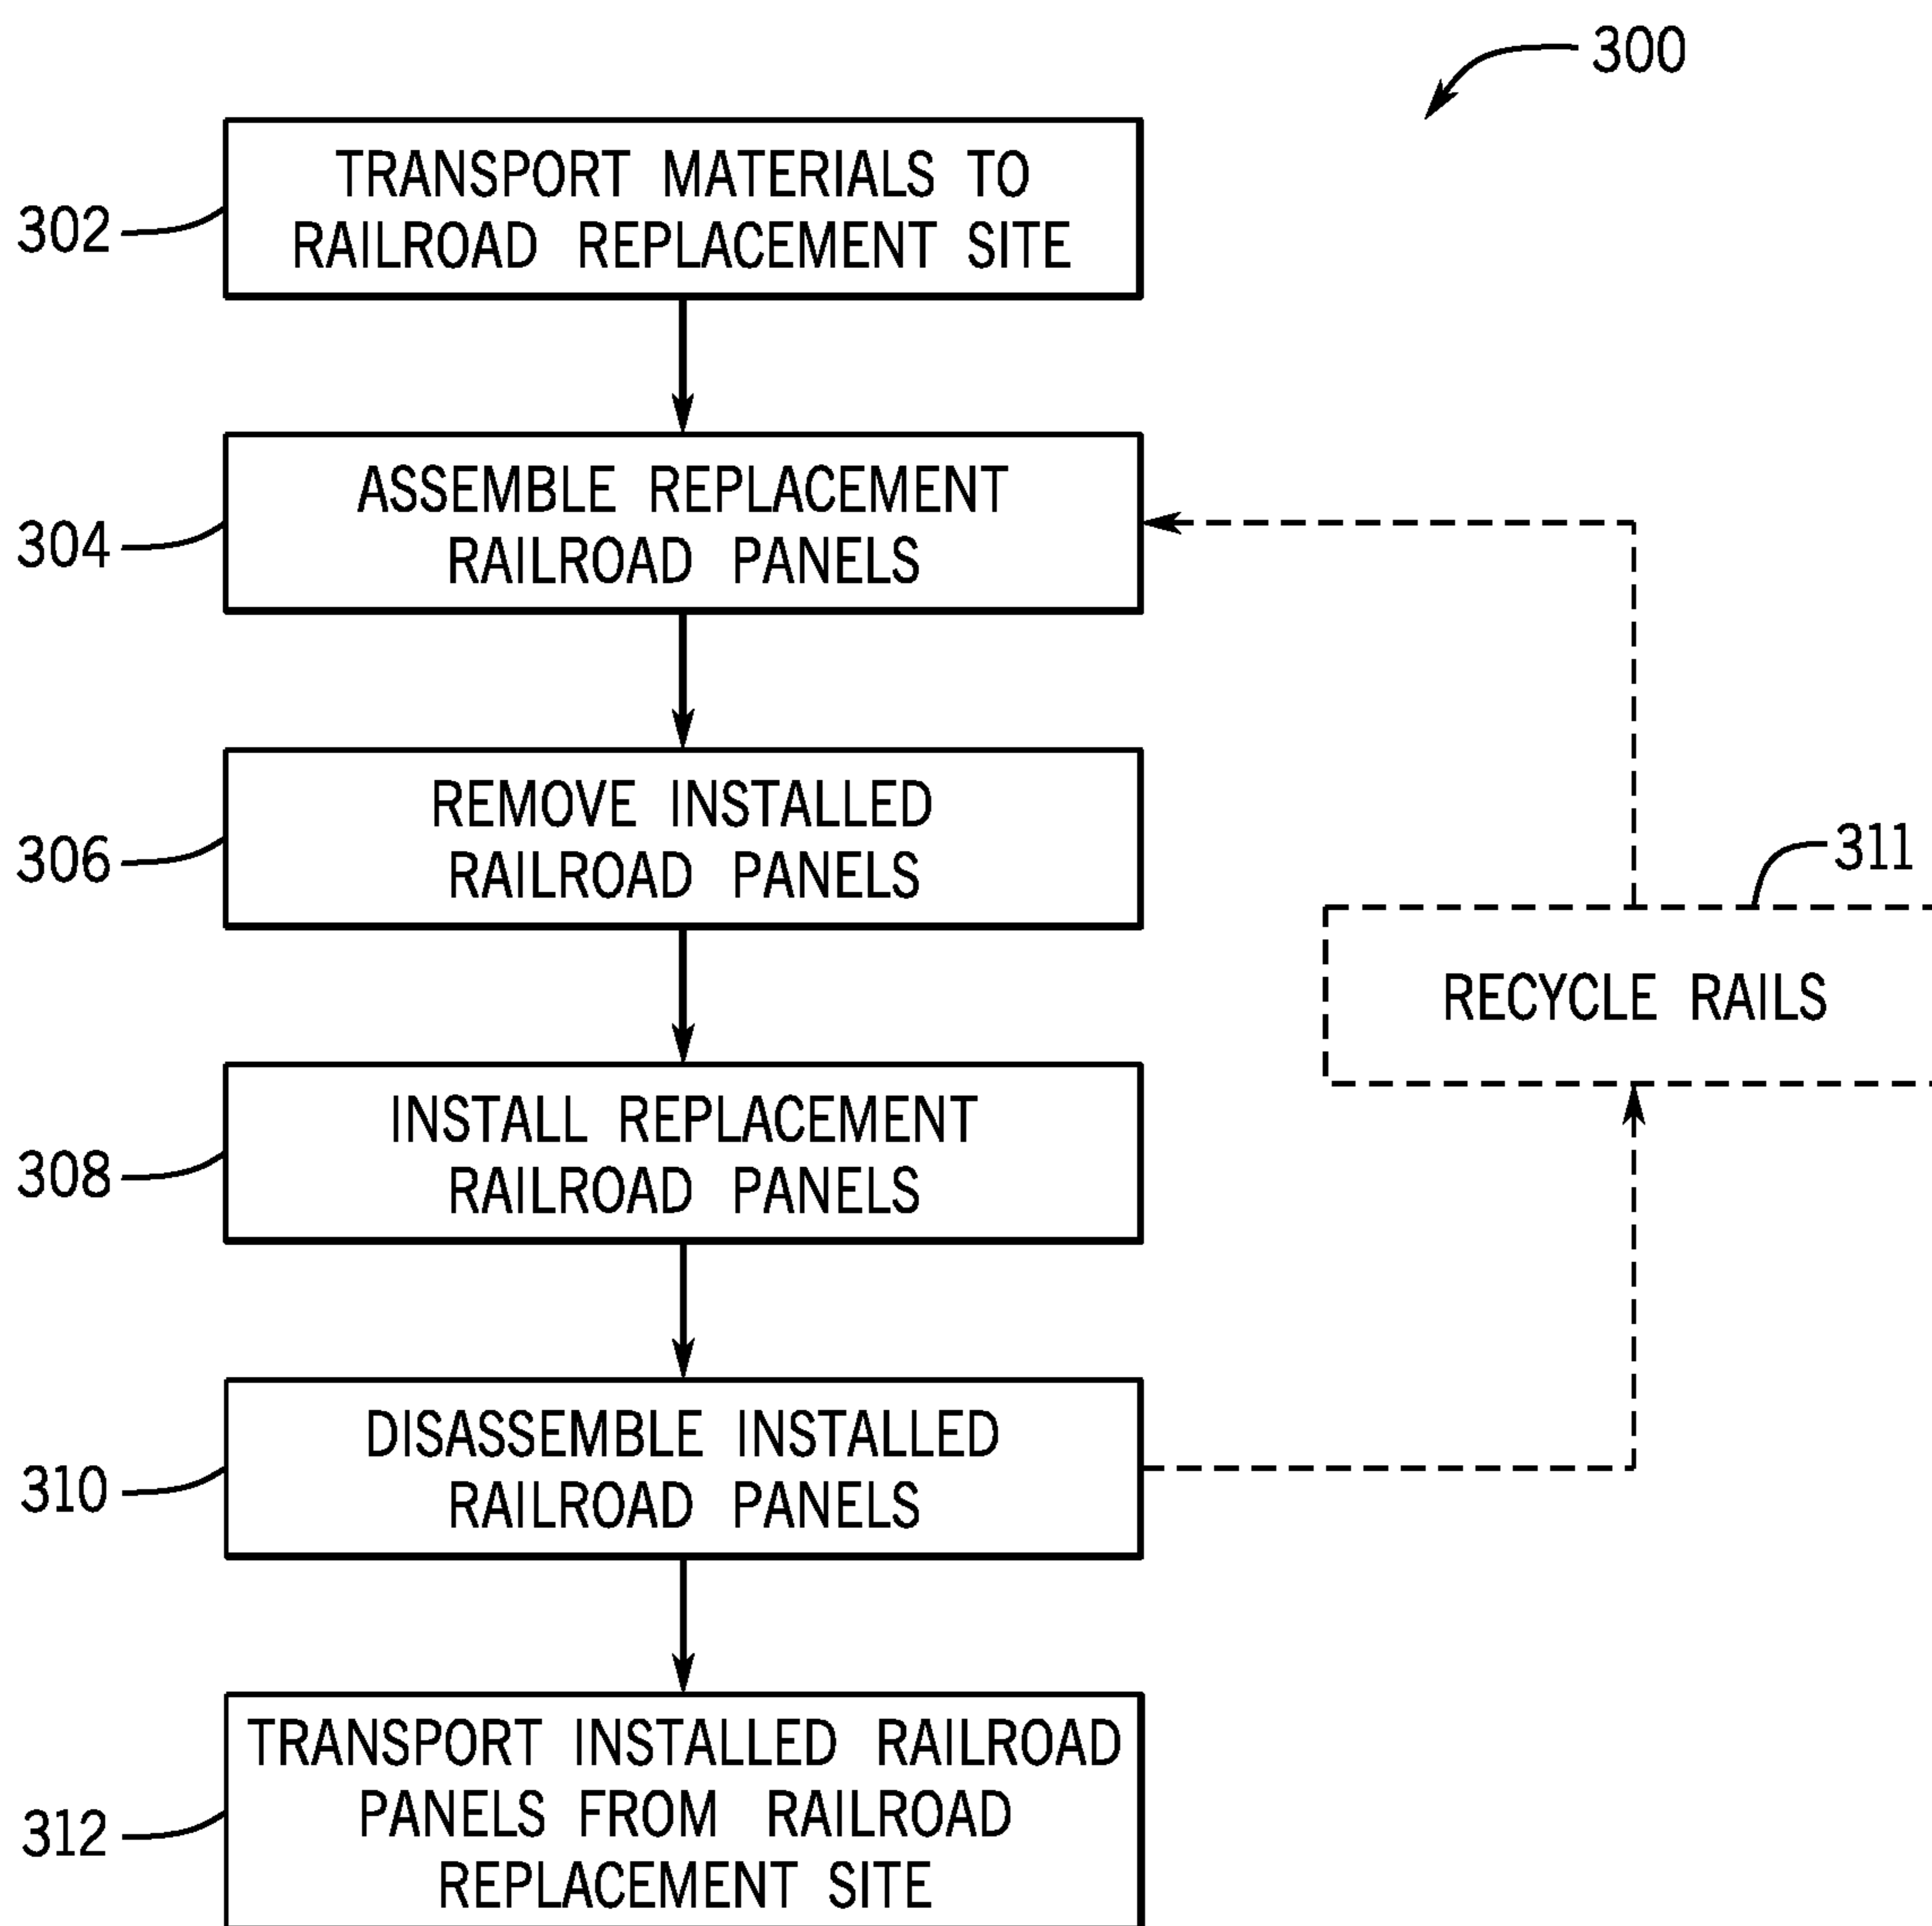 300
302
TRANSPORT MATERIALS TO
RAILROAD REPLACEMENT SITE
304
ASSEMBLE REPLACEMENT
RAILROAD PANELS
306
REMOVE INSTALLED
RAILROAD PANELS
311
RECYCLE RAILS
308
INSTALL REPLACEMENT
RAILROAD PANELS
310
DISASSEMBLE INSTALLED
RAILROAD PANELS
312
TRANSPORT INSTALLED RAILROAD
PANELS FROM RAILROAD
REPLACEMENT SITE